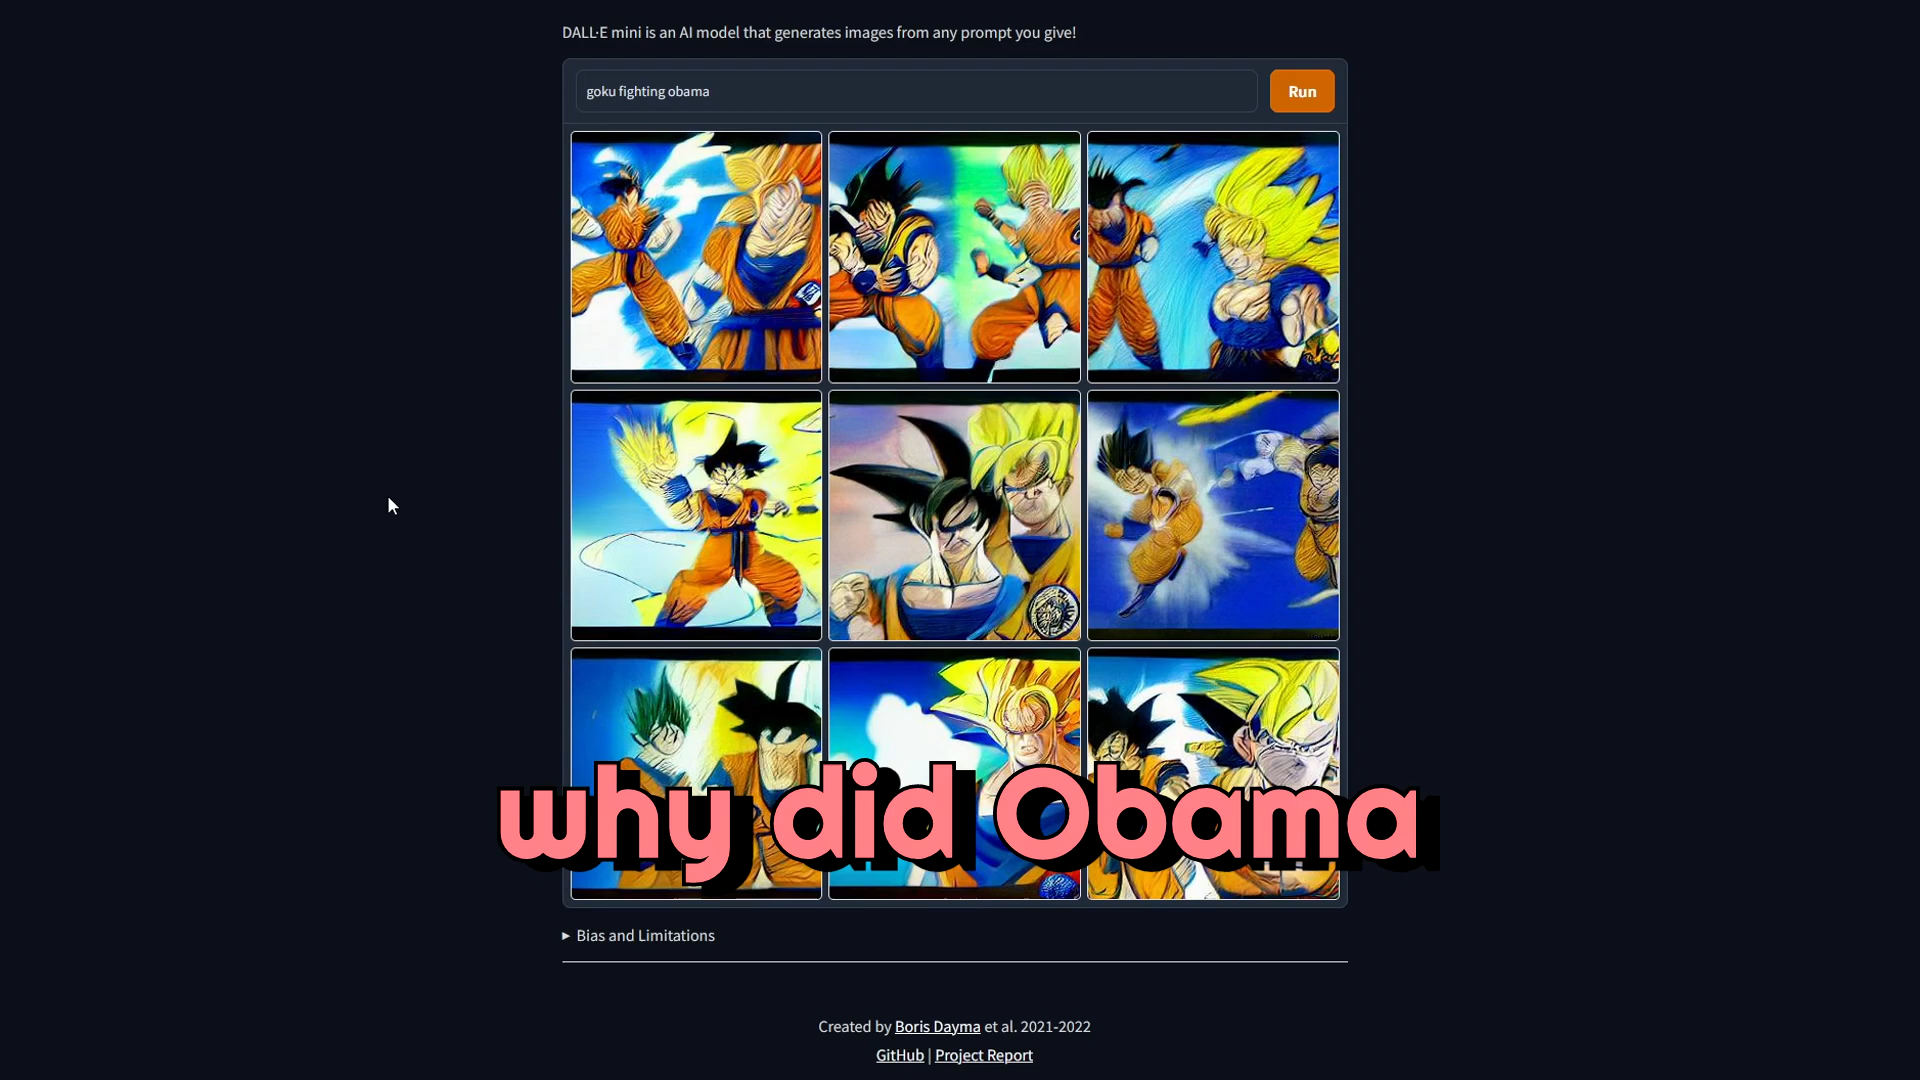 DALL·E mini is an AI model that generates images from any prompt you give!
goku fighting obama
Run
why did Obama
Bias and Limitations
Created by Boris Dayma et al. 2021-2022
GitHub | Project Report